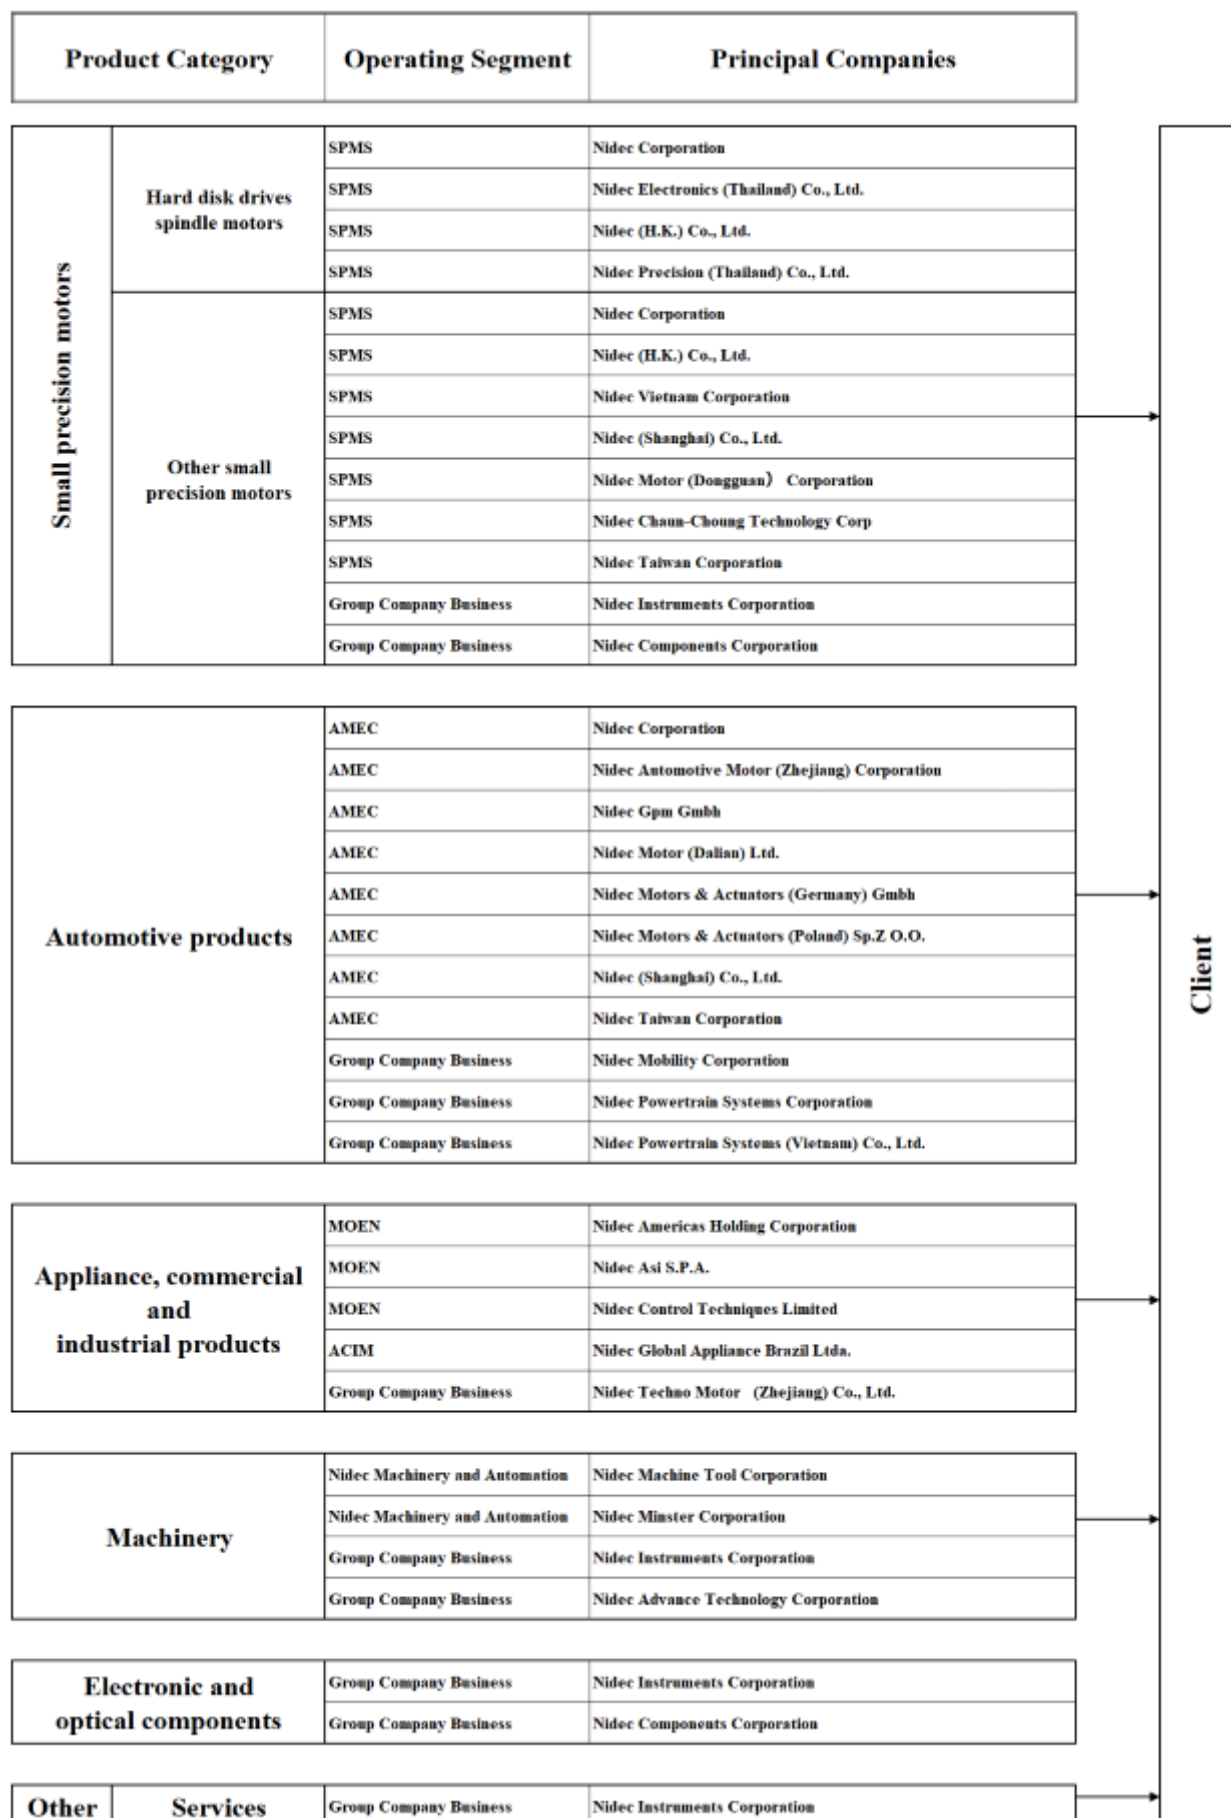 Product Category Operating Segment Principal Companies
Small precision motors
Hard disk drives
spindle motors
SPMS Nidec Corporation
SPMS Nidec Electronics (Thailand) Co., Ltd.
SPMS Nidec (H.K.) Co., Ltd.
SPMS Nidec Precision (Thailand) Co., Ltd.
Other small
precision motors
SPMS Nidec Corporation
SPMS Nidec (H.K.) Co., Ltd.
SPMS Nidec Vietnam Corporation
SPMS Nidec (Shanghai) Co., Ltd.
SPMS Nidec Motor (Dongguan） Corporation
SPMS Nidec Chaun-Choung Technology Corp
SPMS Nidec Taiwan Corporation
Group Company Business Nidec Instruments Corporation
Group Company Business Nidec Components Corporation
Automotive products
AMEC Nidec Corporation
AMEC Nidec Automotive Motor (Zhejiang) Corporation
AMEC Nidec Gpm Gmbh
AMEC Nidec Motor (Dalian) Ltd.
AMEC Nidec Motors & Actuators (Germany) Gmbh
AMEC Nidec Motors & Actuators (Poland) Sp.Z O.O.
AMEC Nidec (Shanghai) Co., Ltd.
AMEC Nidec Taiwan Corporation
Group Company Business Nidec Mobility Corporation
Group Company Business Nidec Powertrain Systems Corporation
Group Company Business Nidec Powertrain Systems (Vietnam) Co., Ltd.
Appliance, commercial
and
industrial products
MOEN Nidec Americas Holding Corporation
MOEN Nidec Asi S.P.A.
MOEN Nidec Control Techniques Limited
ACIM Nidec Global Appliance Brazil Ltda.
Group Company Business Nidec Techno Motor (Zhejiang) Co., Ltd.
Machinery
Nidec Machinery and Automation Nidec Machine Tool Corporation
Nidec Machinery and Automation Nidec Minster Corporation
Group Company Business Nidec Instruments Corporation
Group Company Business Nidec Advance Technology Corporation
Electronic and
optical components
Group Company Business Nidec Instruments Corporation
Group Company Business Nidec Components Corporation
Other Services Group Company Business Nidec Instruments Corporation
Client